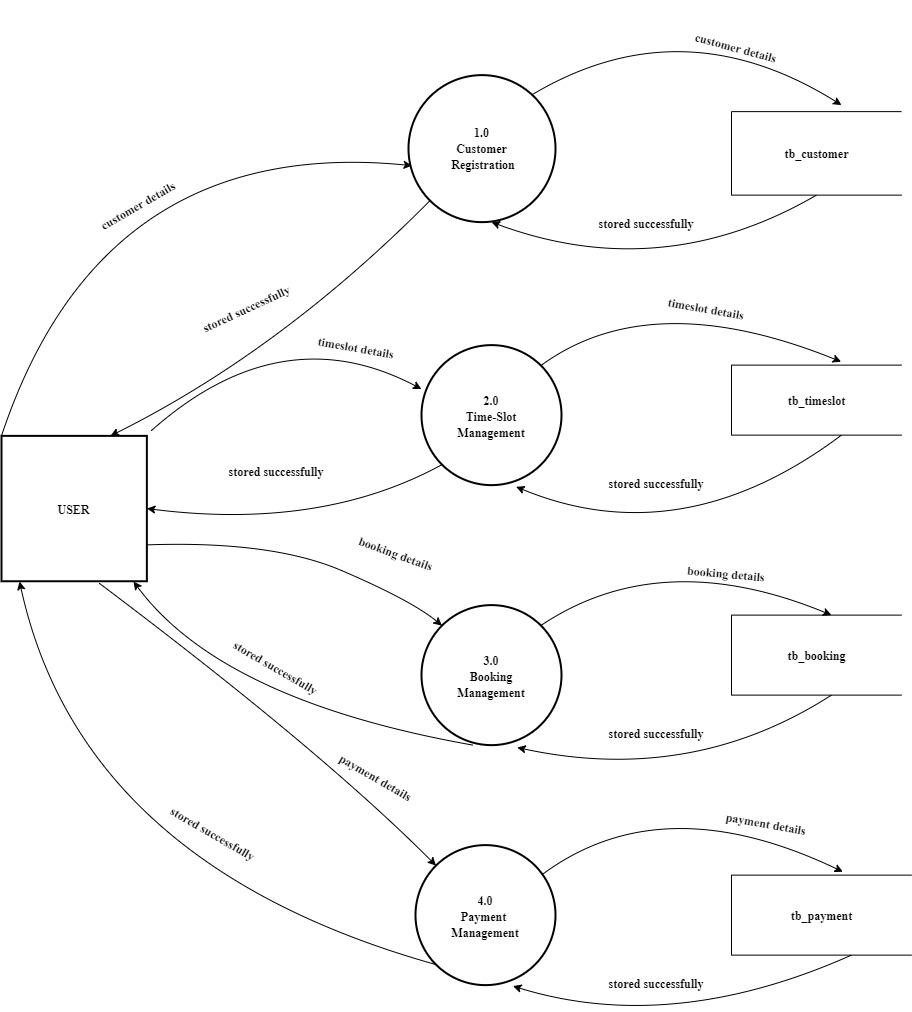 customer details
1.0
Customer
Registration
tb_customer
customer details
stored successfully
stored successfully
timeslot details
timeslot details
2.0
Time-Slot
Management
tb_timeslot
stored successfully
stored successfully
USER
booking details
booking details
3.0
Booking
Management
tb_booking
stored successfully
stored successfully
payment details
stored successfully
payment details
4.0
Payment
Management
tb_payment
stored successfully